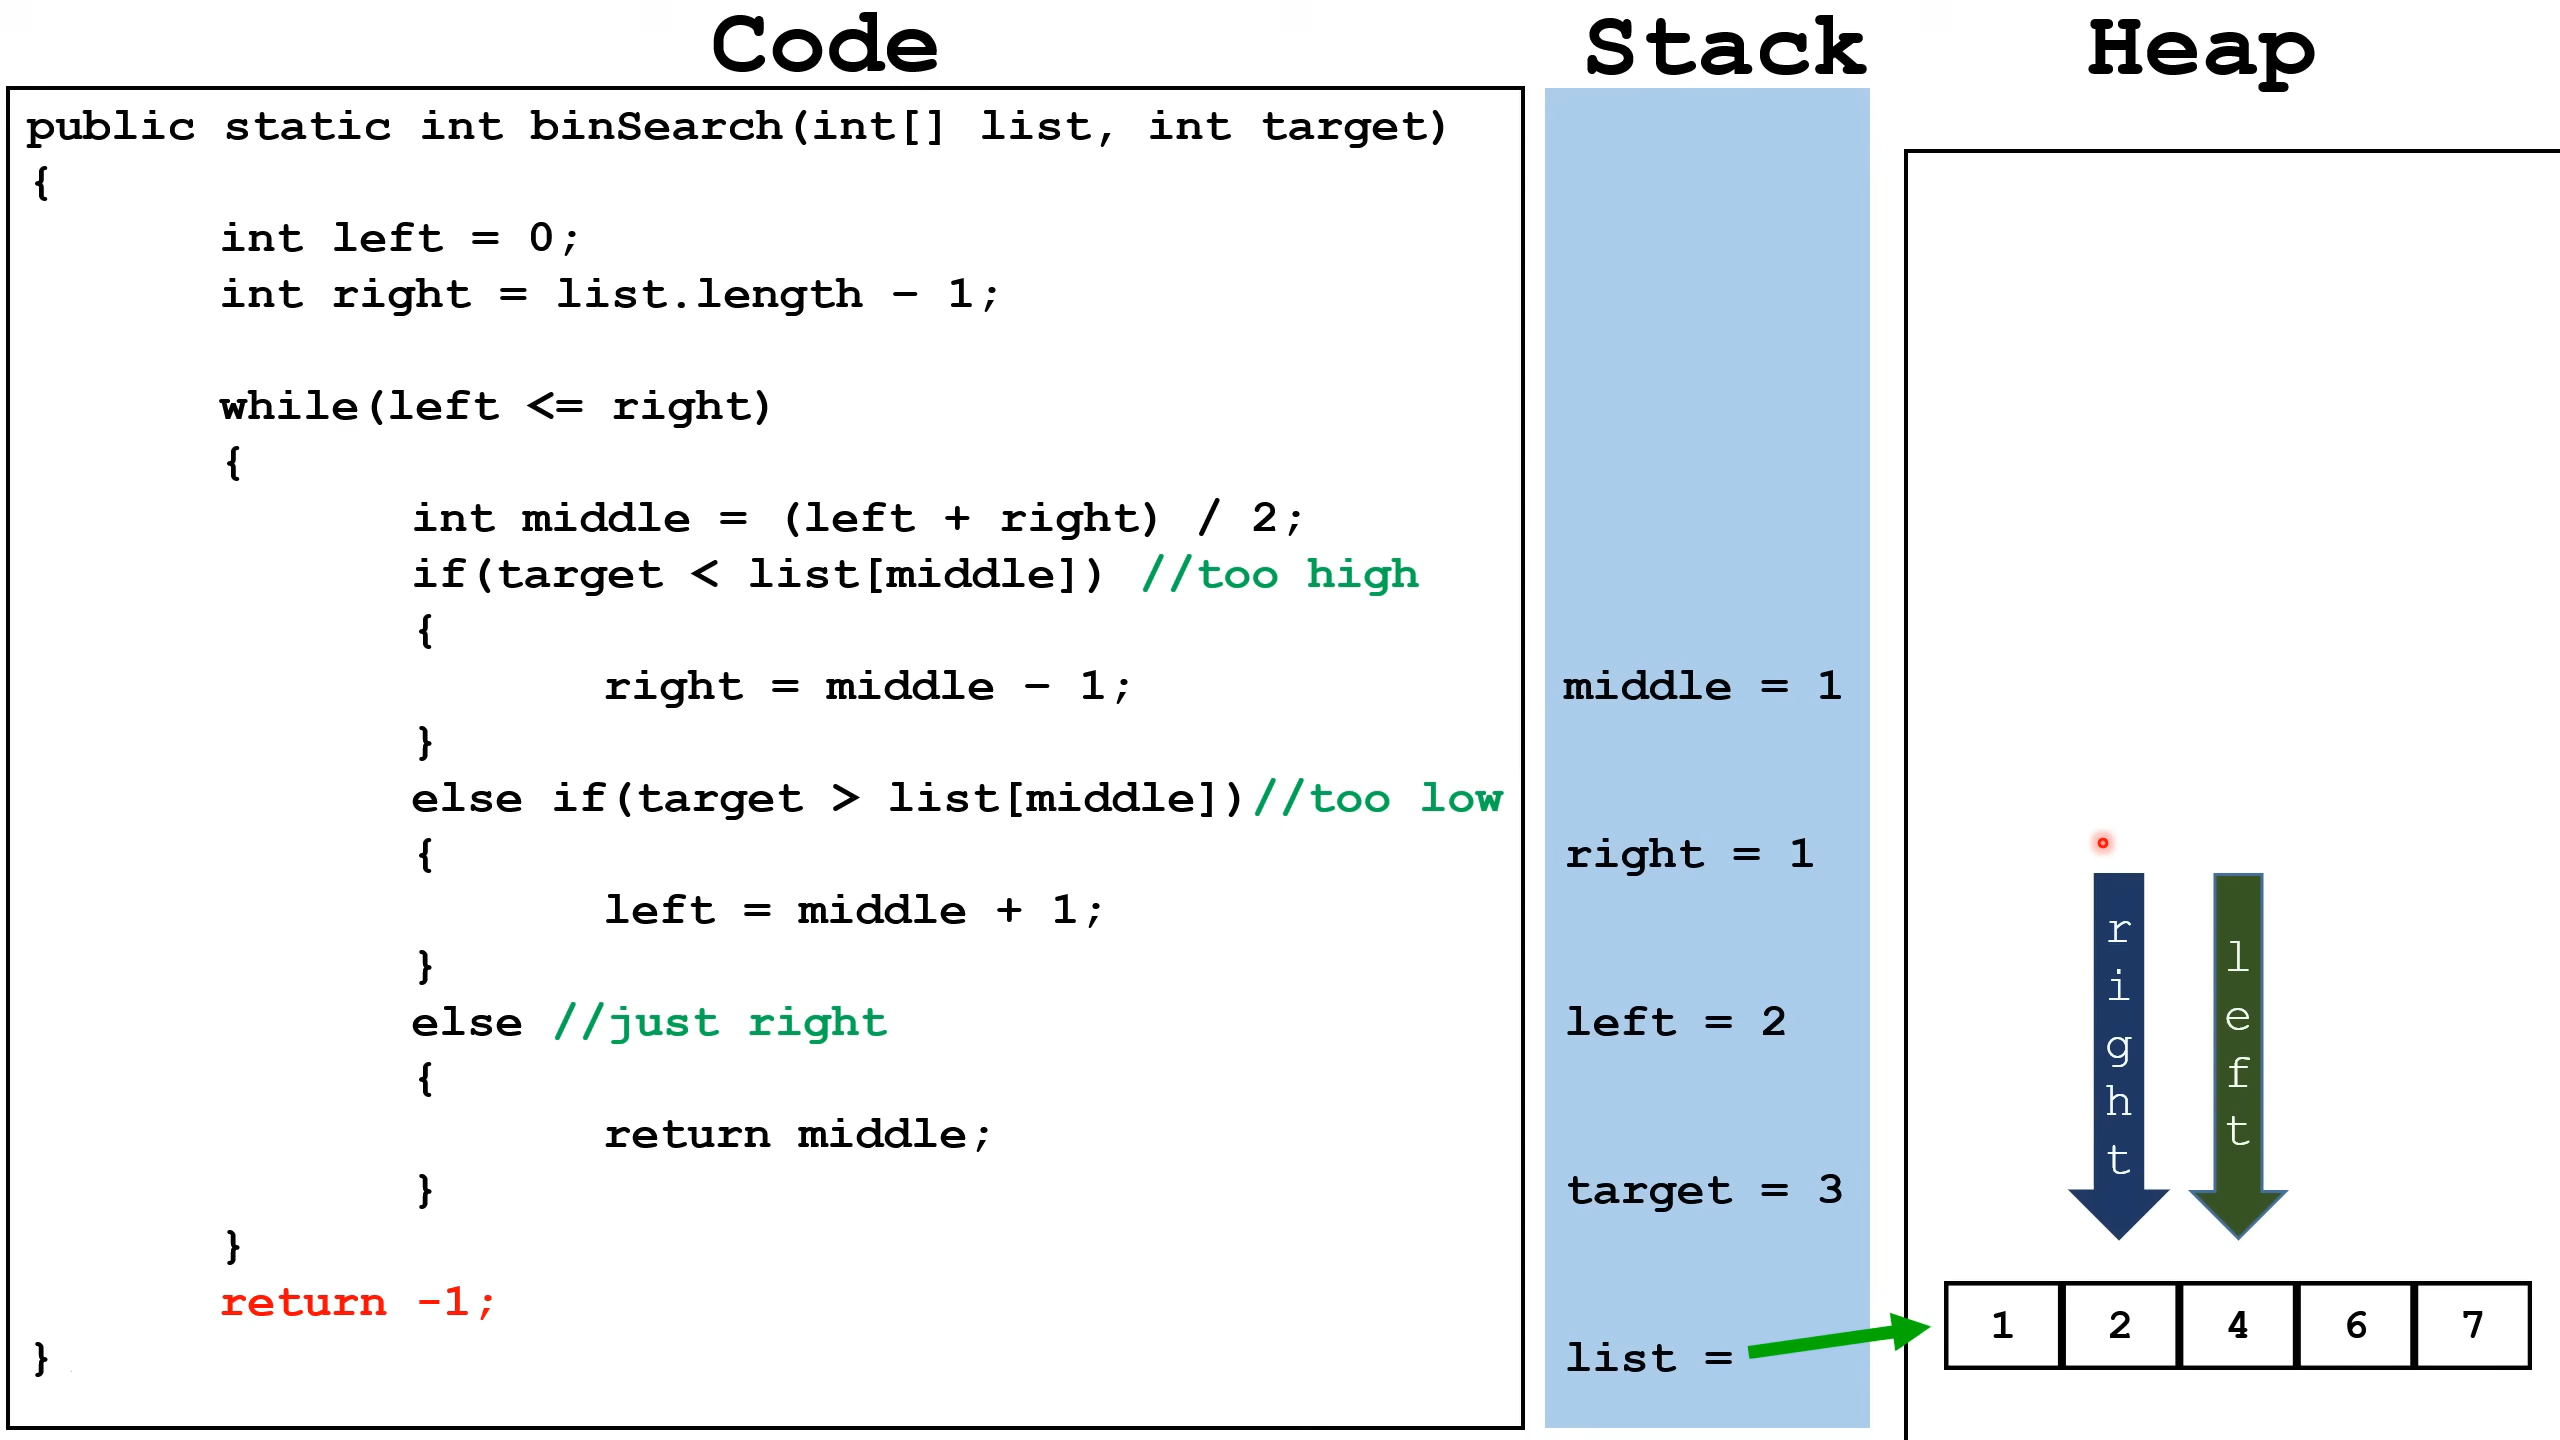 Code
public static int binSearch(int[] list, int target)
{
int left = 0;
int right = list.length – 1;
while(left <= right)
{
int middle = (left + right) / 2;
if(target < list[middle]) //too high
{
right = middle – 1;
}
else if(target > list[middle])//too low
{
left = middle + 1;
}
else //just right
{
return middle;
}
}
return -1;
}
Stack
middle = 1
right = 1
left = 2
target = 3
list =
Heap
right
left
1 2 4 6 7